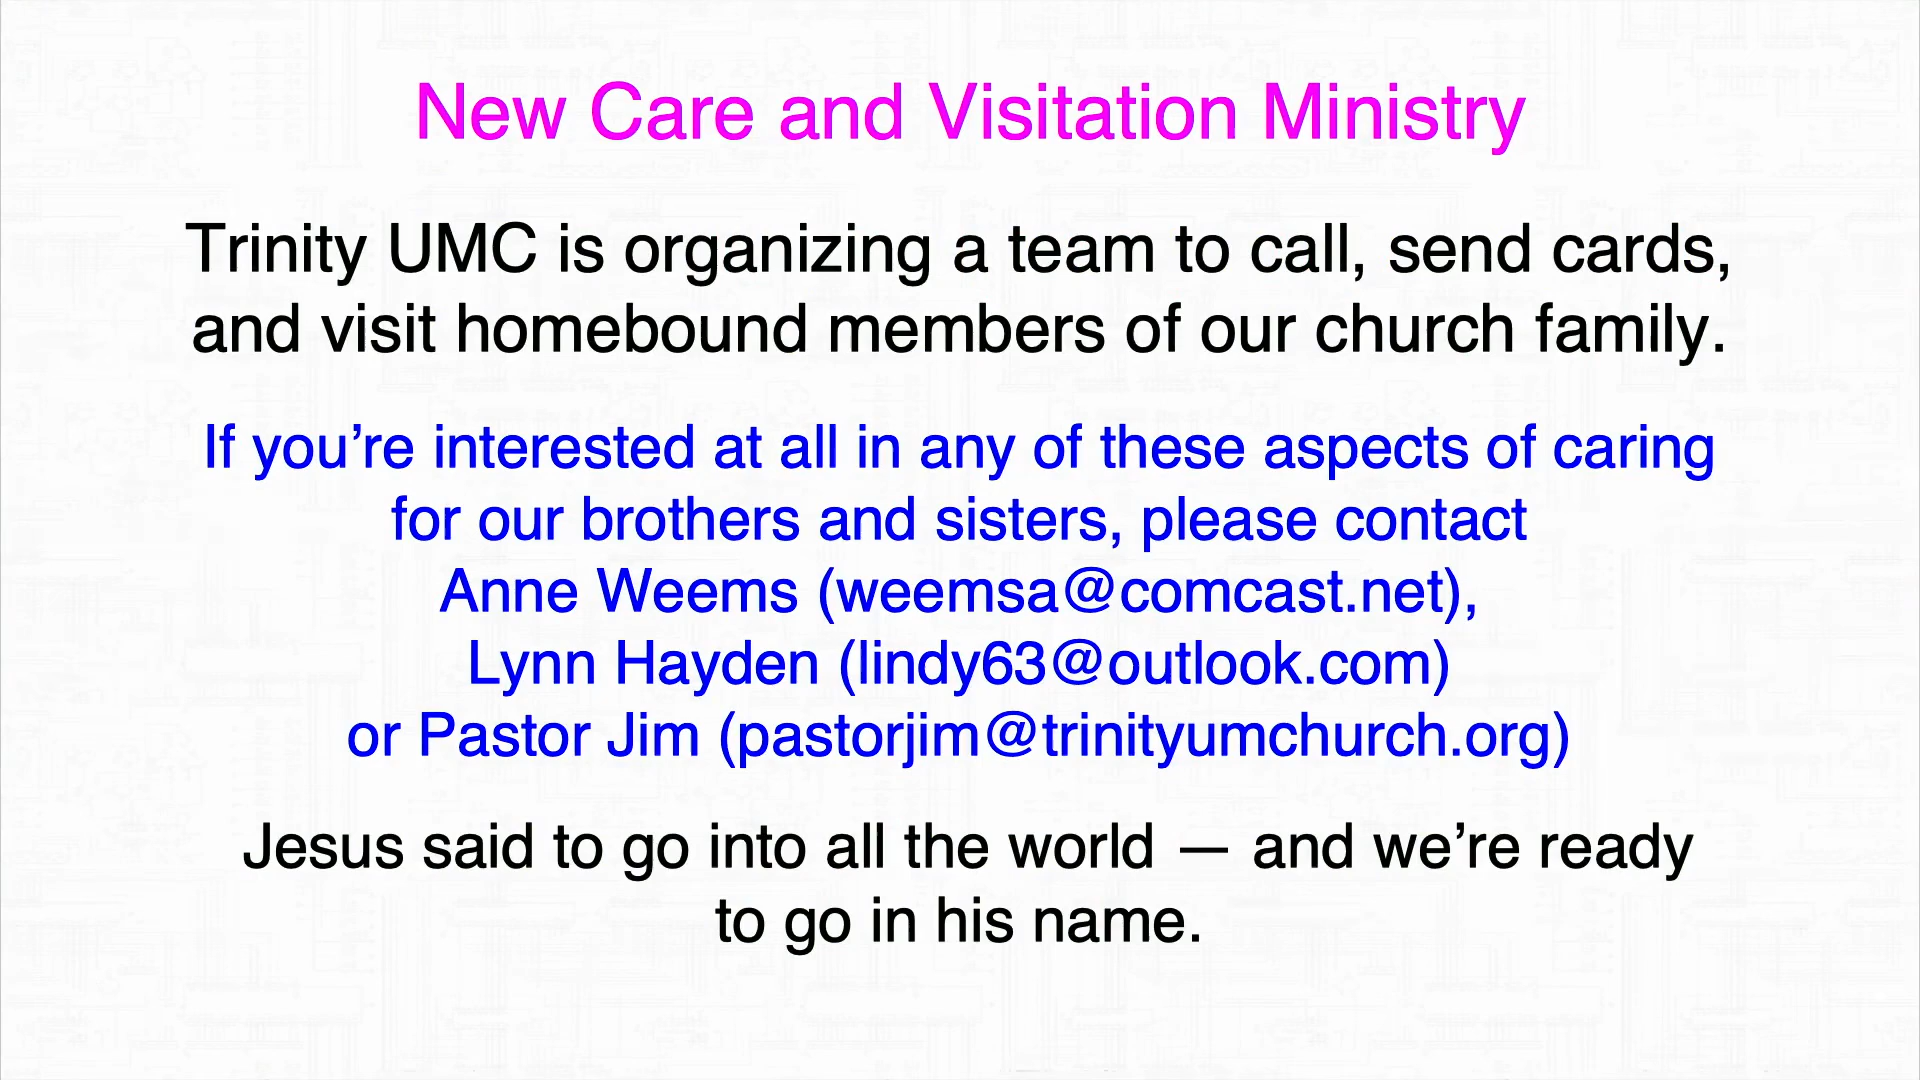 New Care and Visitation Ministry
Trinity UMC is organizing a team to call, send cards,
and visit homebound members of our church family.
If you’re interested at all in any of these aspects of caring
for our brothers and sisters, please contact
Anne Weems (weemsa@comcast.net),
Lynn Hayden (lindy63@outlook.com)
or Pastor Jim (pastorjim@trinityumchurch.org)
Jesus said to go into all the world — and we’re ready
to go in his name.